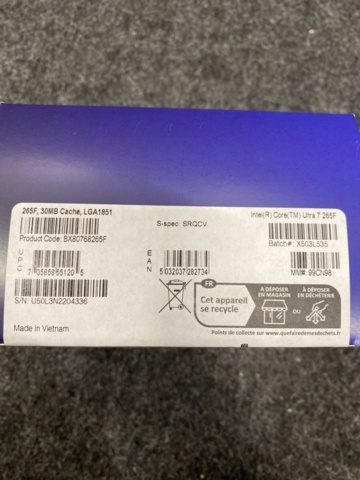 265F, 30MB Cache, LGA1851
S-spec: SRQCV
Intel(R) Core(TM) Ultra 7 265F
Product Code: BX80768265F
Batch#: X503L535
UPC
7 05858 65120 5
EAN
5 032037 282734
MM#: 99CN98
S/N: U50L3N2204336
Made in Vietnam
FR
Cet appareil
se recycle
À DÉPOSER
EN MAGASIN
OU
À DÉPOSER
EN DÉCHÈTERIE
Points de collecte sur www.quefairedemesdechets.fr